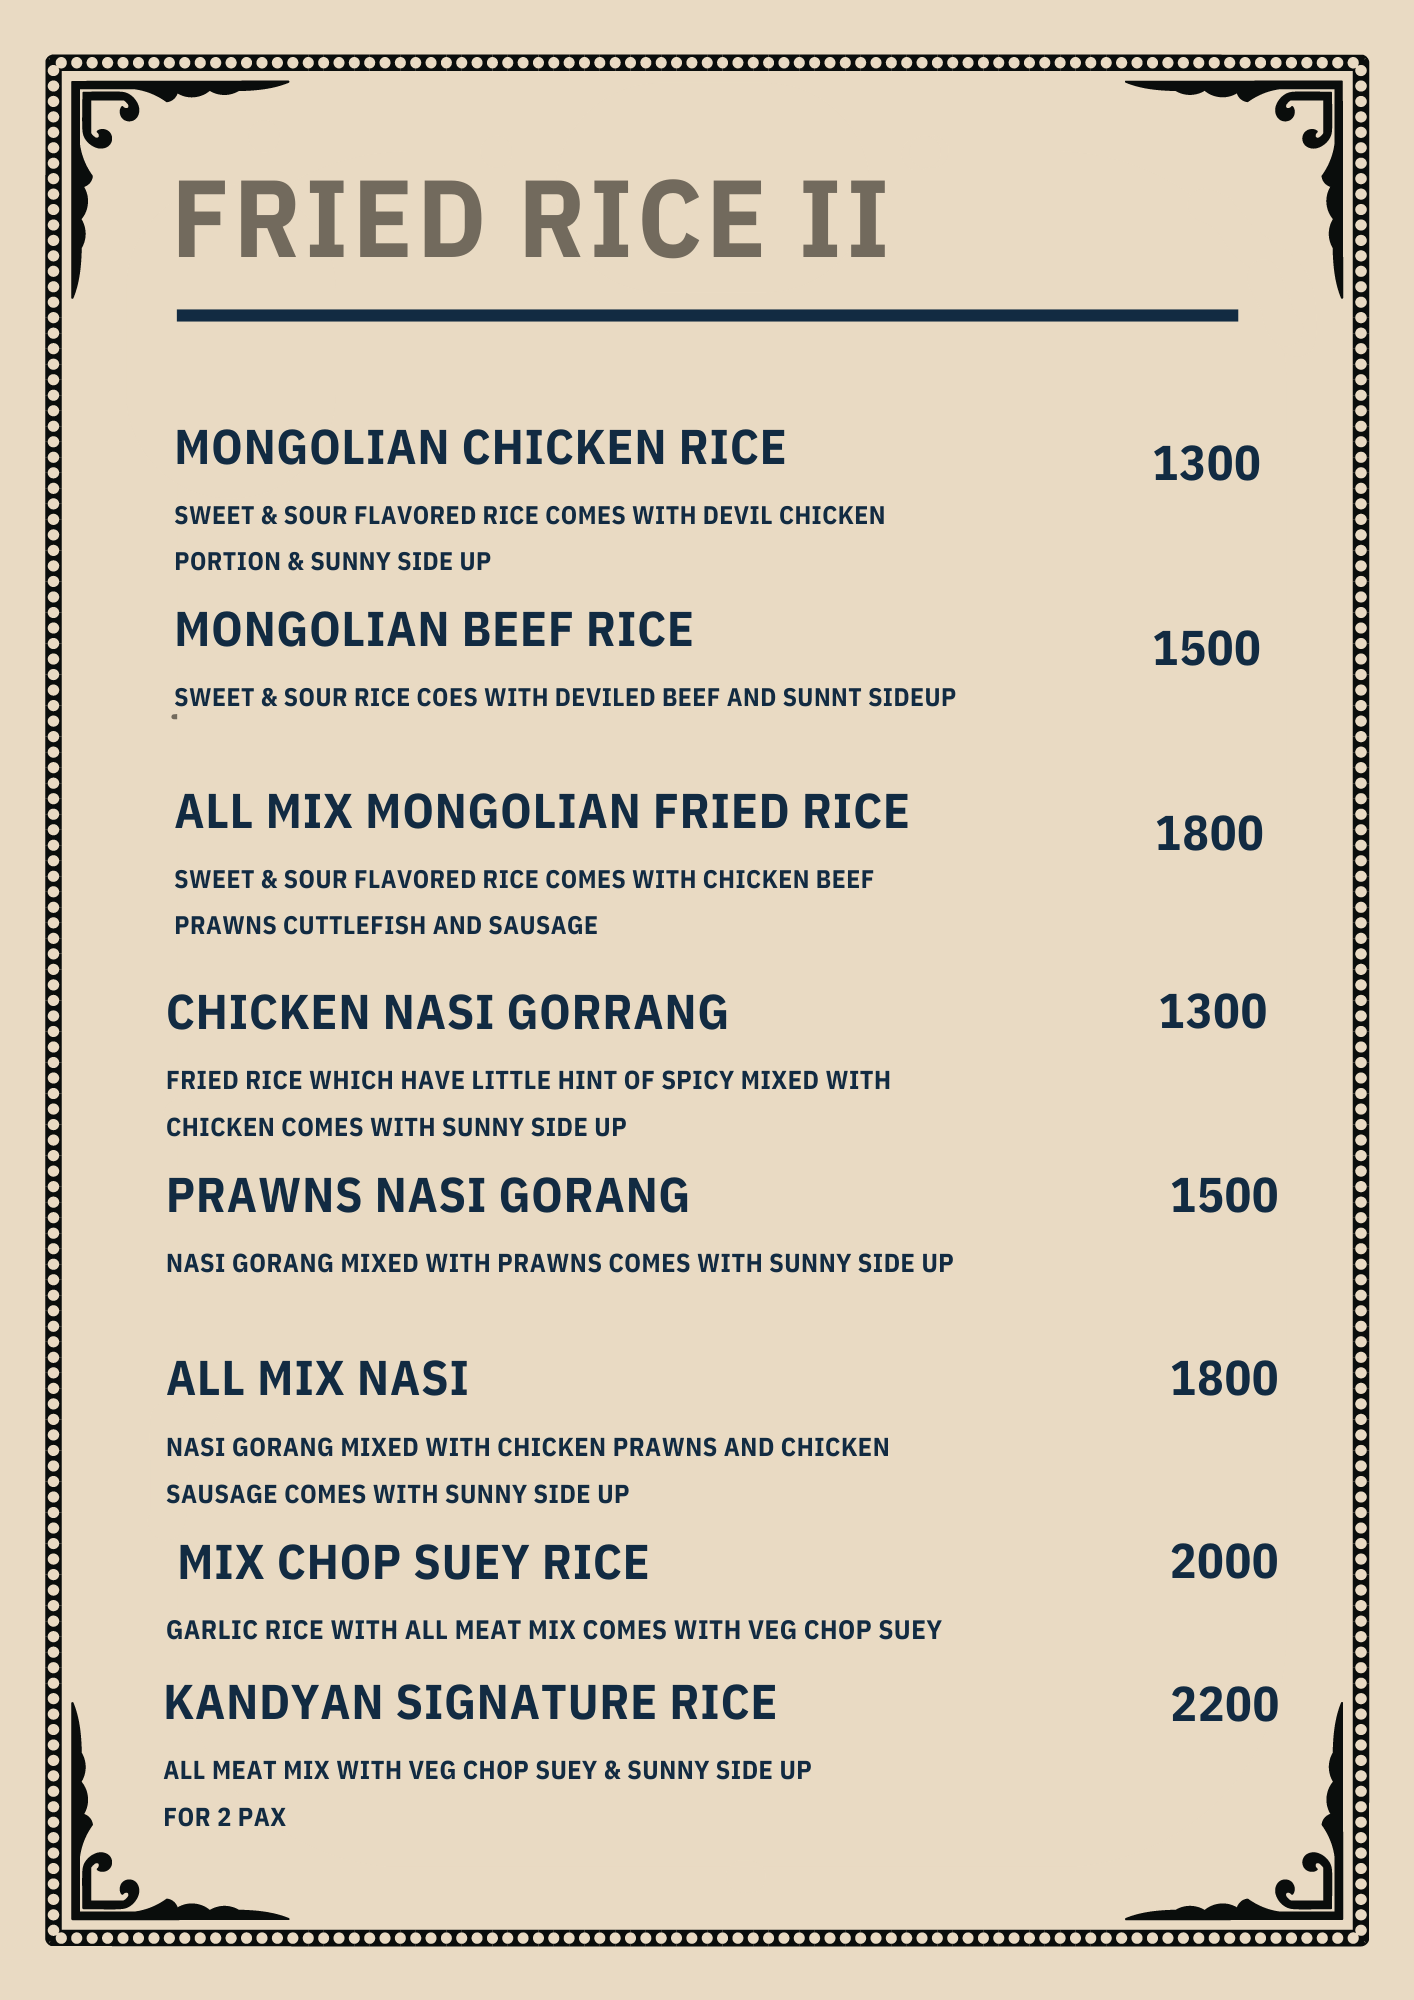 FRIED RICE II
MONGOLIAN CHICKEN RICE 1300
SWEET & SOUR FLAVORED RICE COMES WITH DEVIL CHICKEN
PORTION & SUNNY SIDE UP
MONGOLIAN BEEF RICE 1500
SWEET & SOUR RICE COES WITH DEVILED BEEF AND SUNNT SIDEUP
ALL MIX MONGOLIAN FRIED RICE 1800
SWEET & SOUR FLAVORED RICE COMES WITH CHICKEN BEEF
PRAWNS CUTTLEFISH AND SAUSAGE
CHICKEN NASI GORRANG 1300
FRIED RICE WHICH HAVE LITTLE HINT OF SPICY MIXED WITH
CHICKEN COMES WITH SUNNY SIDE UP
PRAWNS NASI GORANG 1500
NASI GORANG MIXED WITH PRAWNS COMES WITH SUNNY SIDE UP
ALL MIX NASI 1800
NASI GORANG MIXED WITH CHICKEN PRAWNS AND CHICKEN
SAUSAGE COMES WITH SUNNY SIDE UP
MIX CHOP SUEY RICE 2000
GARLIC RICE WITH ALL MEAT MIX COMES WITH VEG CHOP SUEY
KANDYAN SIGNATURE RICE 2200
ALL MEAT MIX WITH VEG CHOP SUEY & SUNNY SIDE UP
FOR 2 PAX